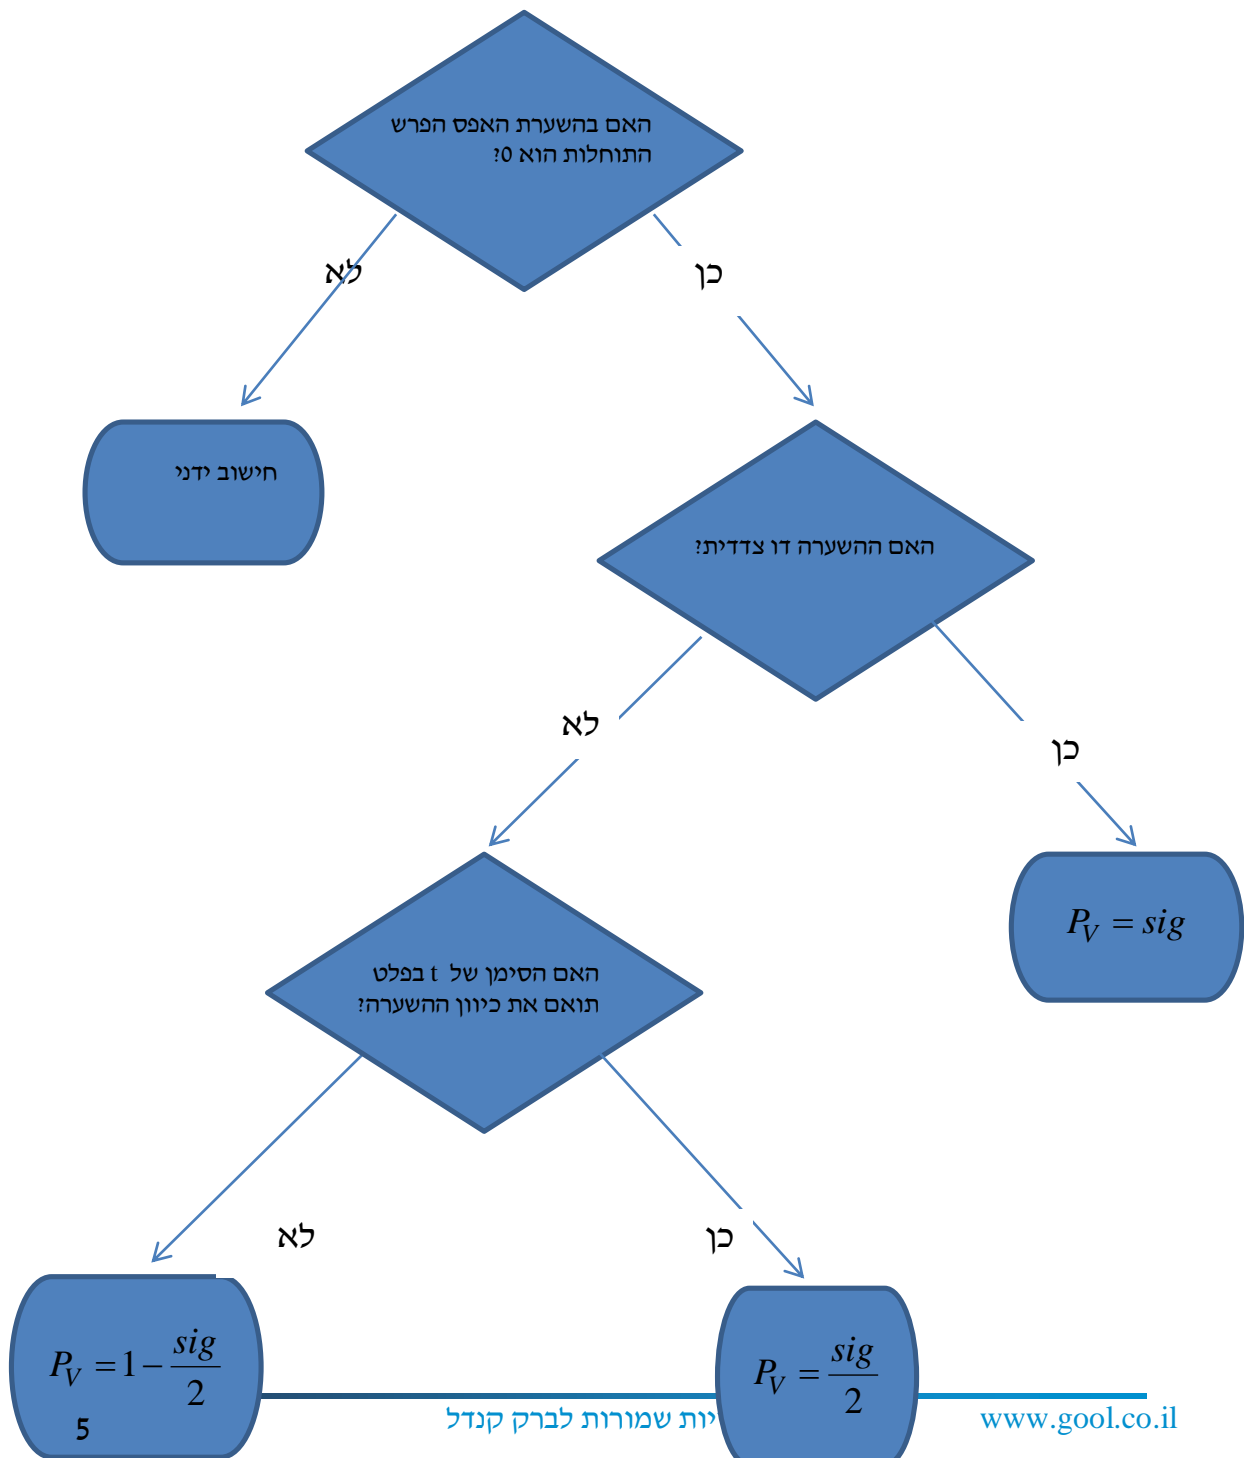 האם בהשערת האפס הפרש
התוחלות הוא 0?
לא
כן
חישוב ידני
האם ההשערה דו צדדית?
לא
כן
P_V = sig
האם הסימן של t בפלט
תואם את כיוון ההשערה?
לא
כן
P_V = 1 − sig/2
P_V = sig/2
5
יות שמורות לברק קנדל
www.gool.co.il